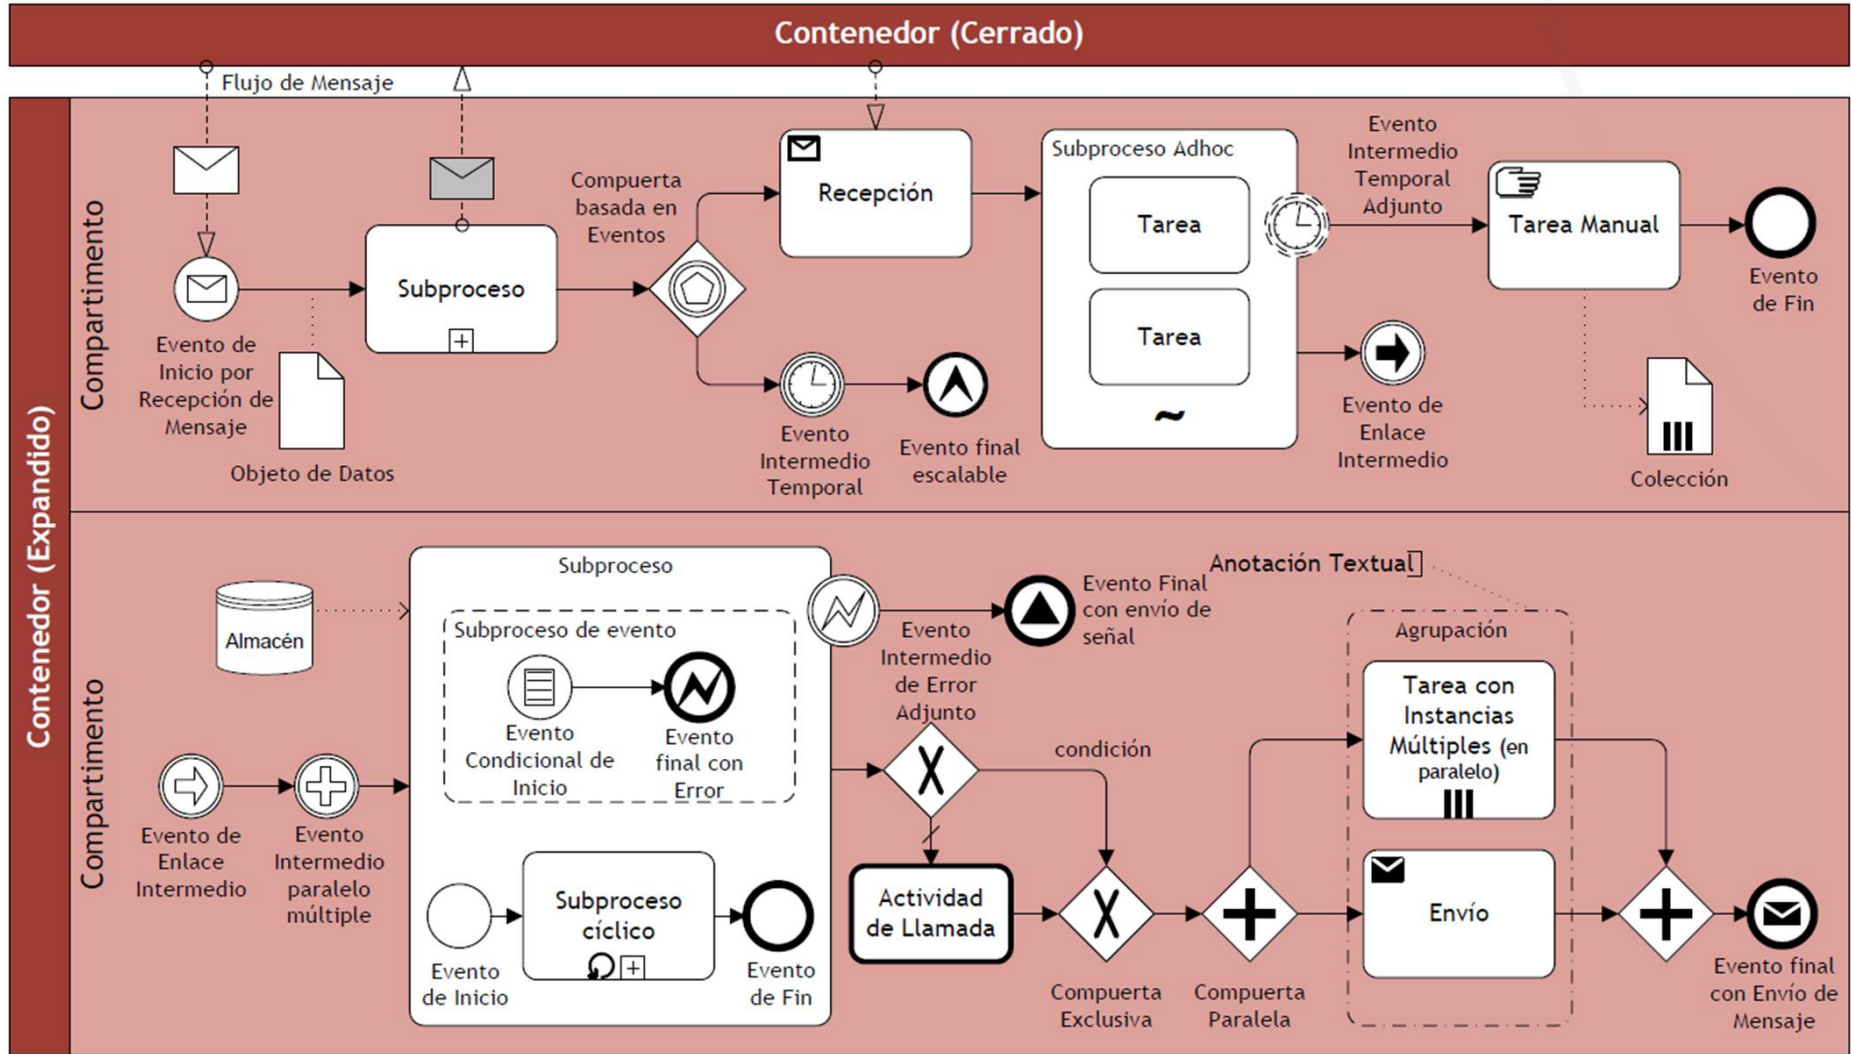 Contenedor (Cerrado)
Flujo de Mensaje
Contenedor (Expandido)
Compartimento
Evento de
Inicio por
Recepción de
Mensaje
Objeto de Datos
Subproceso
Compuerta
basada en
Eventos
Recepción
Evento
Intermedio
Temporal
Evento final
escalable
Subproceso Adhoc
Tarea
Tarea
Evento
Intermedio
Temporal
Adjunto
Evento de
Enlace
Intermedio
Tarea Manual
Evento
de Fin
Colección
Compartimento
Almacén
Evento de
Enlace
Intermedio
Evento
Intermedio
paralelo
múltiple
Subproceso
Subproceso de evento
Evento
Condicional de
Inicio
Evento
final con
Error
Evento
de Inicio
Subproceso
cíclico
Evento
de Fin
Evento
Intermedio
de Error
Adjunto
Evento Final
con envío de
señal
condición
Actividad
de Llamada
Compuerta
Exclusiva
Compuerta
Paralela
Anotación Textual
Agrupación
Tarea con
Instancias
Múltiples (en
paralelo)
Envío
Evento final
con Envío de
Mensaje